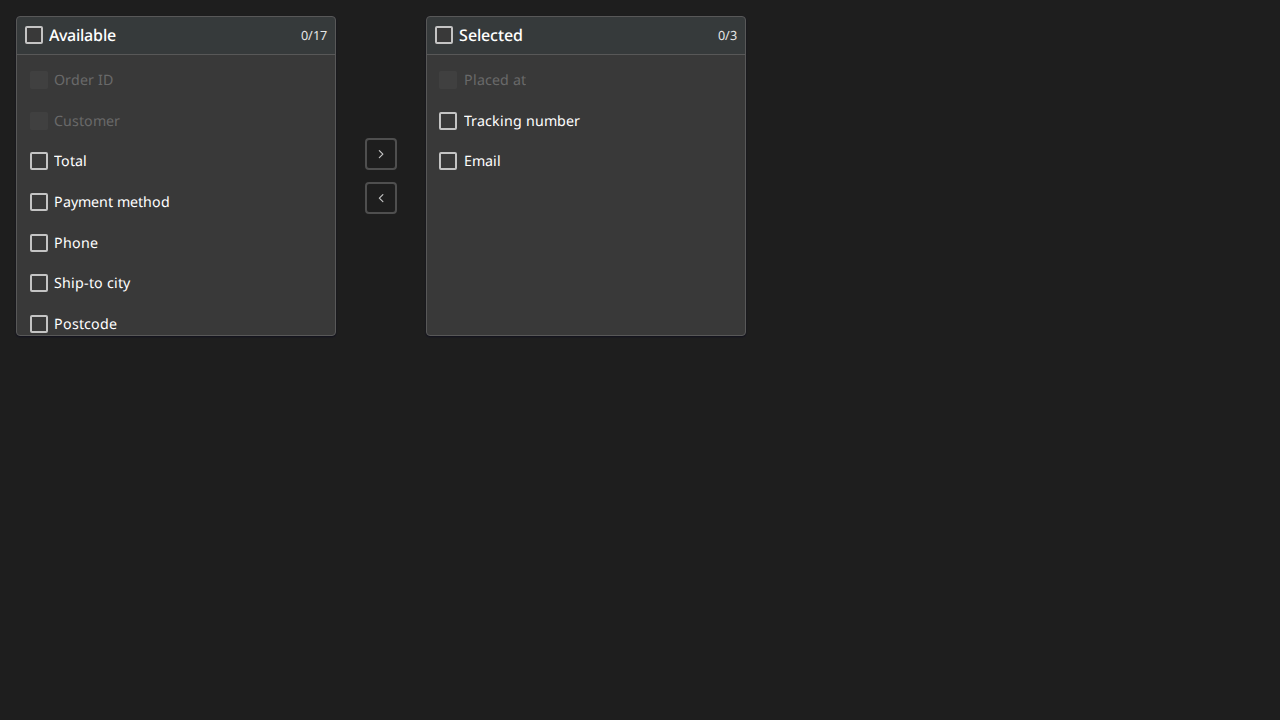 Available 0/17
Order ID
Customer
Total
Payment method
Phone
Ship-to city
Postcode
>
<
Selected 0/3
Placed at
Tracking number
Email